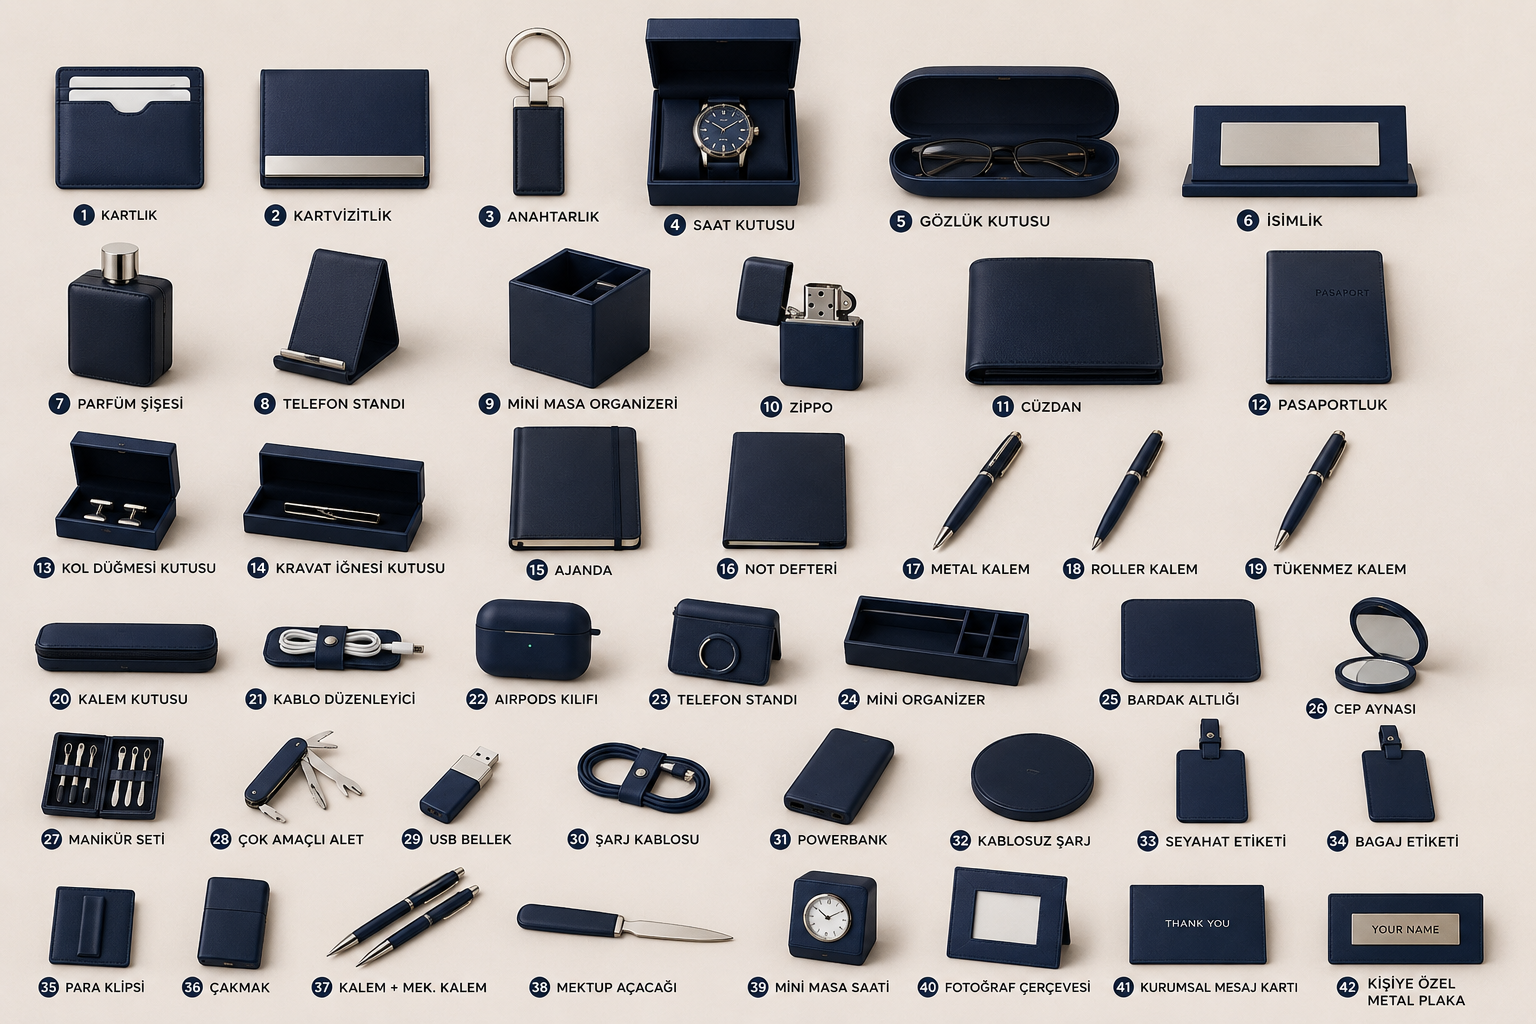 1 KARTLIK
2 KARTVİZİTLİK
3 ANAHTARLIK
4 SAAT KUTUSU
5 GÖZLÜK KUTUSU
6 İSİMLİK
7 PARFÜM ŞİŞESİ
8 TELEFON STANDI
9 MİNİ MASA ORGANİZERİ
10 ZİPPO
11 CÜZDAN
PASAPORT
12 PASAPORTLUK
13 KOL DÜĞMESİ KUTUSU
14 KRAVAT İĞNESİ KUTUSU
15 AJANDA
16 NOT DEFTERİ
17 METAL KALEM
18 ROLLER KALEM
19 TÜKENMEZ KALEM
20 KALEM KUTUSU
21 KABLO DÜZENLEYİCİ
22 AIRPODS KILIFI
23 TELEFON STANDI
24 MİNİ ORGANİZER
25 BARDAK ALTLIĞI
26 CEP AYNASI
27 MANİKÜR SETİ
28 ÇOK AMAÇLI ALET
29 USB BELLEK
30 ŞARJ KABLOSU
31 POWERBANK
32 KABLOSUZ ŞARJ
33 SEYAHAT ETİKETİ
34 BAGAJ ETİKETİ
35 PARA KLİPSİ
36 ÇAKMAK
37 KALEM + MEK. KALEM
38 MEKTUP AÇACAĞI
39 MİNİ MASA SAATİ
40 FOTOĞRAF ÇERÇEVESİ
THANK YOU
41 KURUMSAL MESAJ KARTI
YOUR NAME
42 KİŞİYE ÖZEL
METAL PLAKA